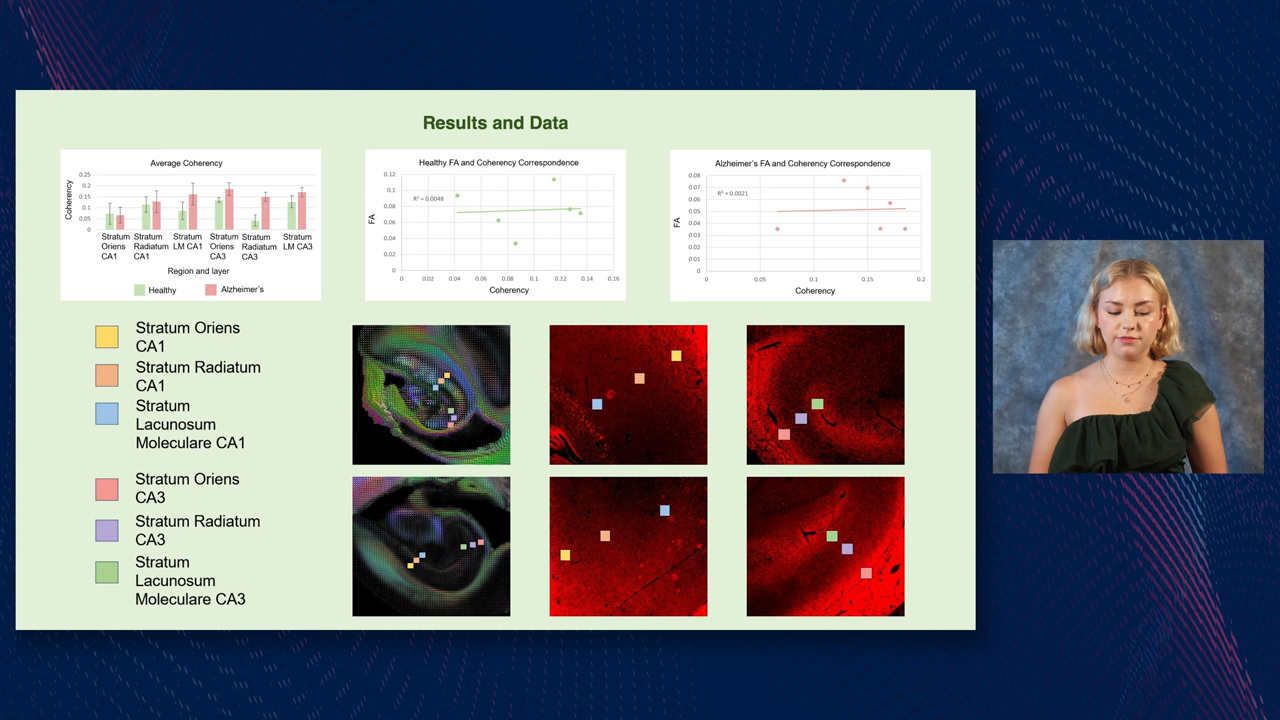 Results and Data
Average Coherency
Coherency
0.25
0.2
0.15
0.1
0.05
0
Stratum
Oriens
CA1
Stratum
Radiatum
CA1
Stratum
LM CA1
Stratum
Oriens
CA3
Stratum
Radiatum
CA3
Stratum
LM CA3
Region and layer
Healthy
Alzheimer's
Healthy FA and Coherency Correspondence
FA
0.12
0.1
0.08
0.06
0.04
0.02
0
R² = 0.0048
0 0.02 0.04 0.06 0.08 0.1 0.12 0.14 0.16
Coherency
Alzheimer's FA and Coherency Correspondence
FA
0.08
0.07
0.06
0.05
0.04
0.03
0.02
0.01
0
R² = 0.0021
0 0.05 0.1 0.15 0.2
Coherency
Stratum Oriens
CA1
Stratum Radiatum
CA1
Stratum
Lacunosum
Moleculare CA1
Stratum Oriens
CA3
Stratum Radiatum
CA3
Stratum
Lacunosum
Moleculare CA3